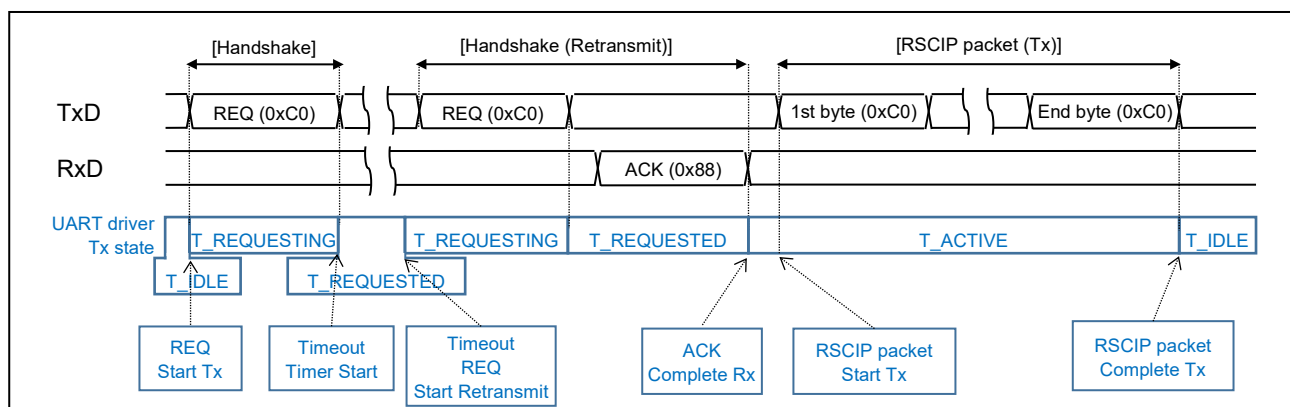 [Handshake]
[Handshake (Retransmit)]
[RSCIP packet (Tx)]
TxD
REQ (0xC0)
REQ (0xC0)
1st byte (0xC0)
End byte (0xC0)
RxD
ACK (0x88)
UART driver
Tx state
T_REQUESTING
T_REQUESTING
T_REQUESTED
T_ACTIVE
T_IDLE
T_IDLE
T_REQUESTED
REQ
Start Tx
Timeout
Timer Start
Timeout
REQ
Start Retransmit
ACK
Complete Rx
RSCIP packet
Start Tx
RSCIP packet
Complete Tx